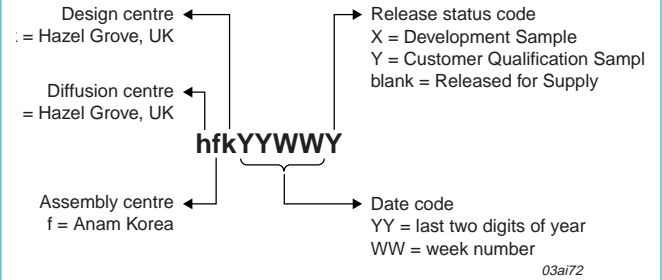 Design centre
= Hazel Grove, UK
Diffusion centre
= Hazel Grove, UK
hfkYYWWY
Assembly centre
f = Anam Korea
Release status code
X = Development Sample
Y = Customer Qualification Sampl
blank = Released for Supply
Date code
YY = last two digits of year
WW = week number
03ai72